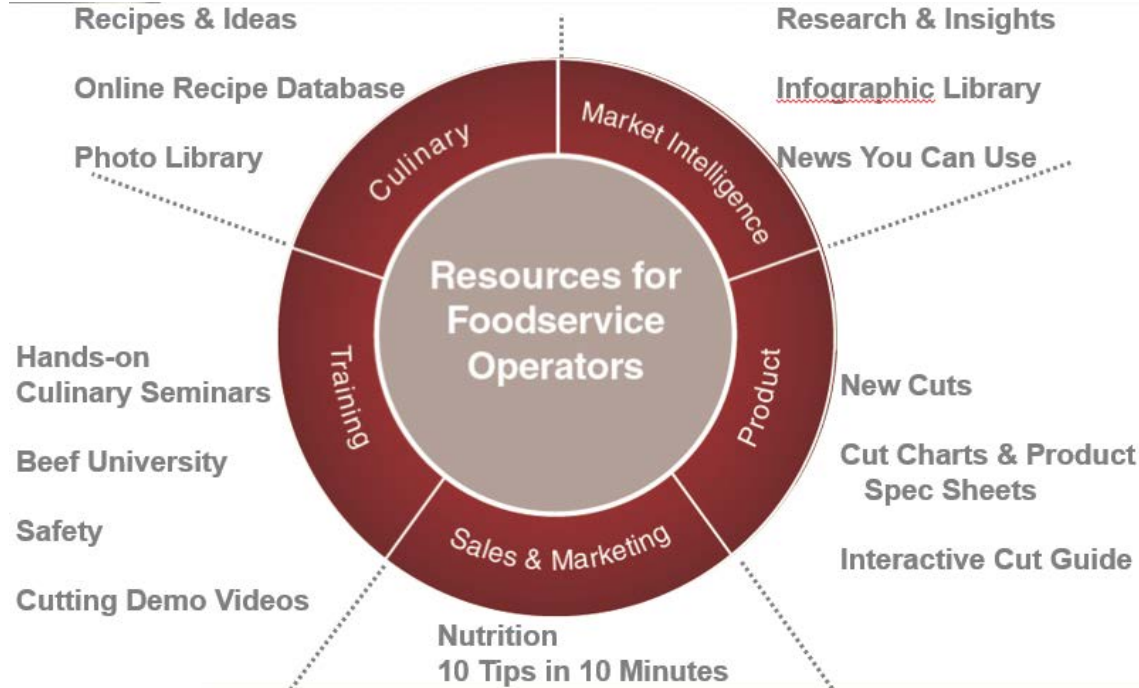 Recipes & Ideas
Online Recipe Database
Photo Library
Culinary
Research & Insights
Infographic Library
News You Can Use
Market Intelligence
Resources for
Foodservice
Operators
Training
Hands-on
Culinary Seminars
Beef University
Safety
Cutting Demo Videos
Product
New Cuts
Cut Charts & Product
Spec Sheets
Interactive Cut Guide
Sales & Marketing
Nutrition
10 Tips in 10 Minutes